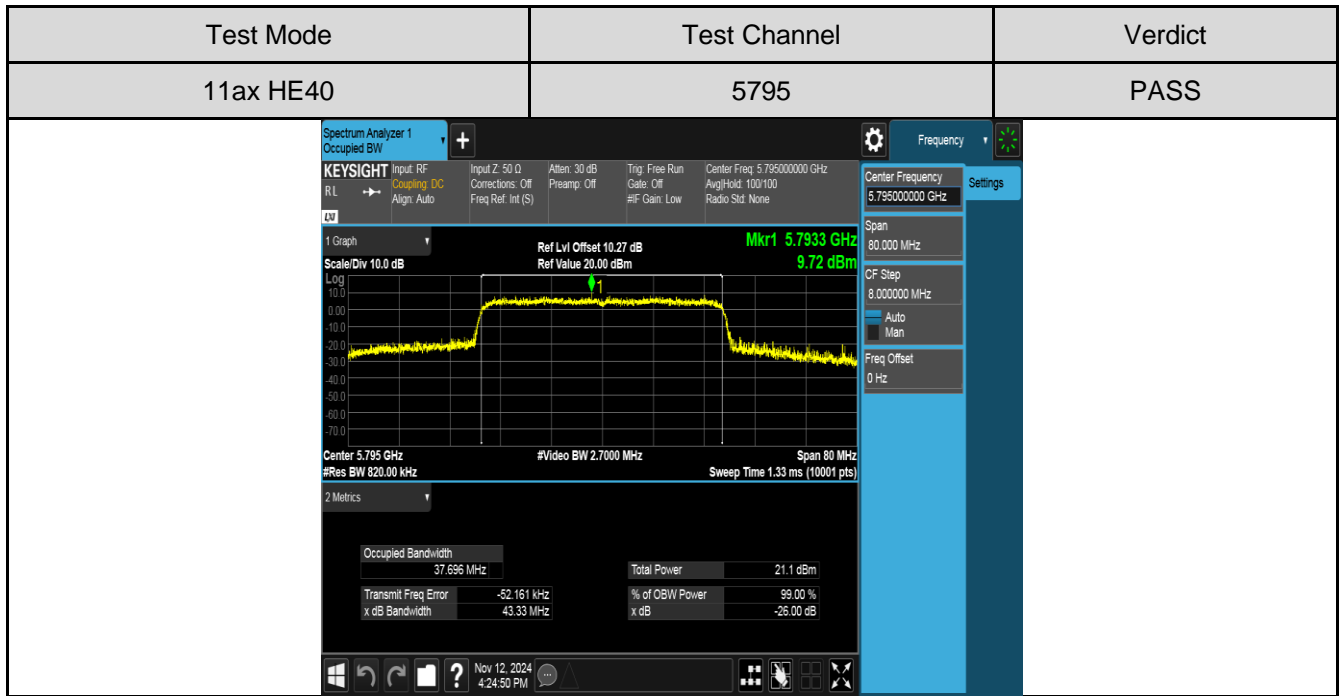 Test Mode Test Channel Verdict
11ax HE40 5795 PASS
Spectrum Analyzer 1
Occupied BW
+
Frequency
KEYSIGHT Input: RF Input Z: 50 Ω Atten: 30 dB Trig: Free Run Center Freq: 5.795000000 GHz
RL Coupling: DC Corrections: Off Preamp: Off Gate: Off Avg|Hold: 100/100
Align: Auto Freq Ref: Int (S) #IF Gain: Low Radio Std: None
LXI
Center Frequency
5.795000000 GHz
Settings
Span
80.000 MHz
CF Step
8.000000 MHz
Auto
Man
Freq Offset
0 Hz
1 Graph Ref Lvl Offset 10.27 dB Mkr1 5.7933 GHz
Scale/Div 10.0 dB Ref Value 20.00 dBm 9.72 dBm
Log
10.0
0.00
-10.0
-20.0
-30.0
-40.0
-50.0
-60.0
-70.0
1
Center 5.795 GHz #Video BW 2.7000 MHz Span 80 MHz
#Res BW 820.00 kHz Sweep Time 1.33 ms (10001 pts)
2 Metrics
Occupied Bandwidth
37.696 MHz Total Power 21.1 dBm
Transmit Freq Error -52.161 kHz % of OBW Power 99.00 %
x dB Bandwidth 43.33 MHz x dB -26.00 dB
? Nov 12, 2024
4:24:50 PM